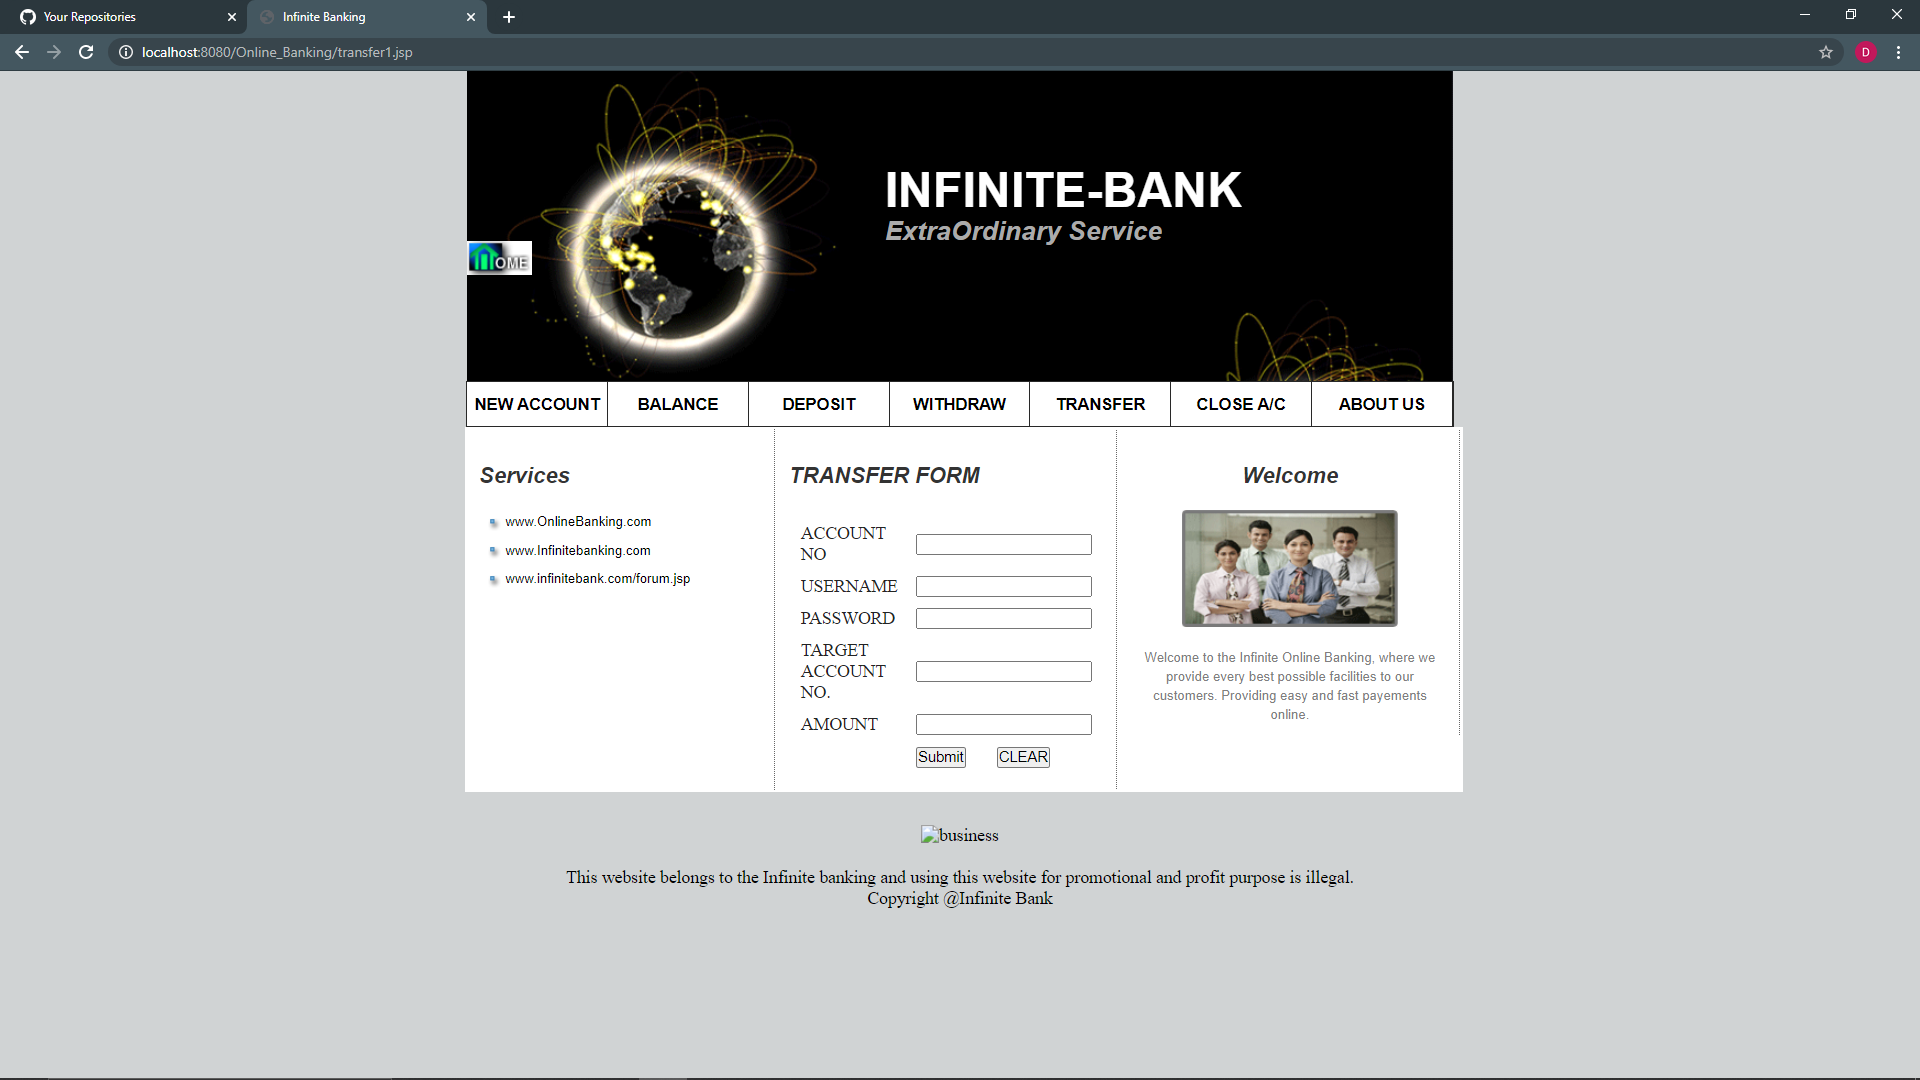 Your Repositories
Infinite Banking
localhost:8080/Online_Banking/transfer1.jsp
D
INFINITE-BANK
ExtraOrdinary Service
HOME
NEW ACCOUNT BALANCE DEPOSIT WITHDRAW TRANSFER CLOSE A/C ABOUT US
Services
www.OnlineBanking.com
www.Infinitebanking.com
www.infinitebank.com/forum.jsp
TRANSFER FORM
ACCOUNT
NO
USERNAME
PASSWORD
TARGET
ACCOUNT
NO.
AMOUNT
Submit CLEAR
Welcome
Welcome to the Infinite Online Banking, where we
provide every best possible facilities to our
customers. Providing easy and fast payements
online.
business
This website belongs to the Infinite banking and using this website for promotional and profit purpose is illegal.
Copyright @Infinite Bank